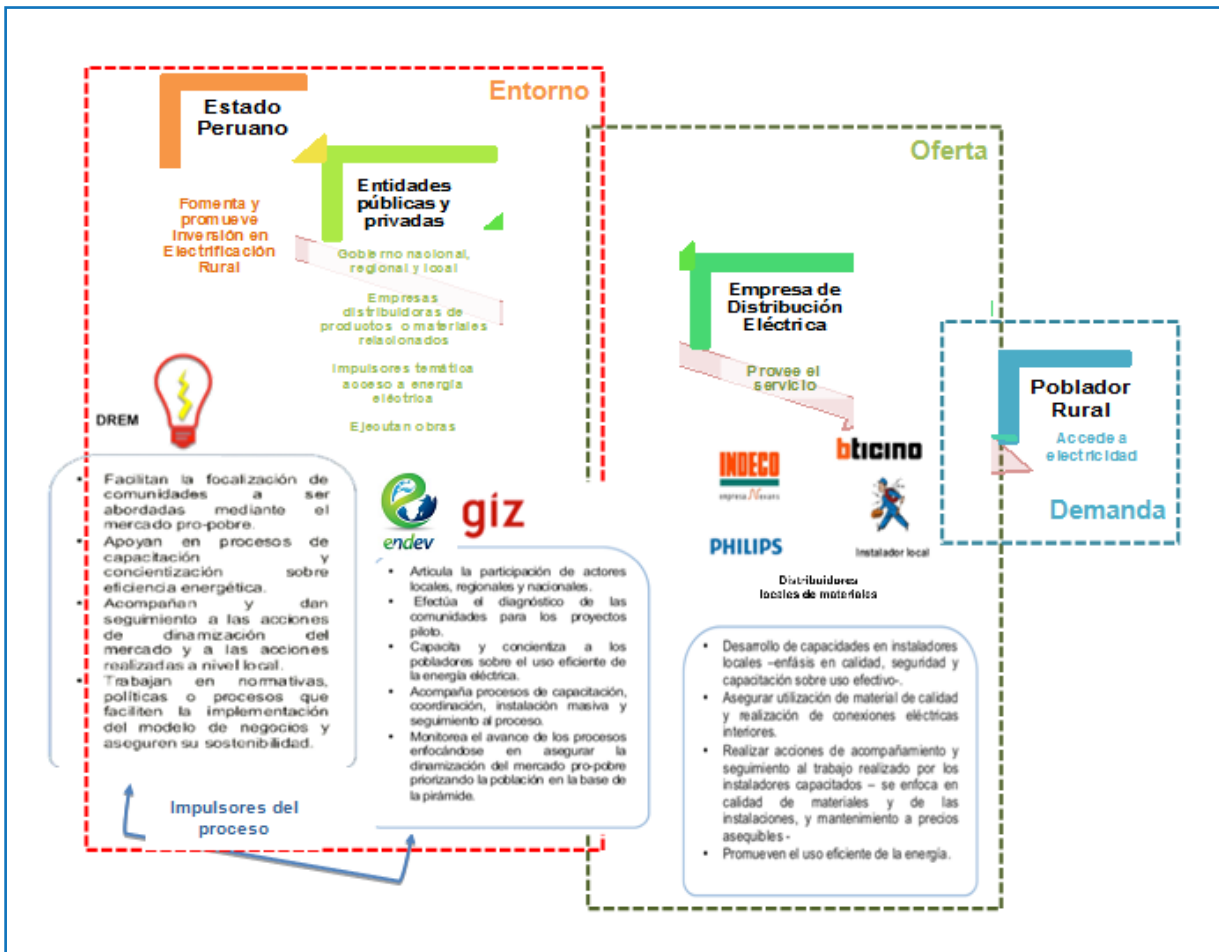 Entorno
Estado
Peruano
Fomenta y
promueve
Inversión en
Electrificación
Rural
Entidades
públicas y
privadas
Gobierno nacional,
regional y local
Empresas
distribuidoras de
productos o materiales
relacionados
Impulsores temática
acceso a energía
eléctrica
Ejecutan obras
DREM
• Facilitan la focalización de
comunidades a ser
abordadas mediante el
mercado pro-pobre.
• Apoyan en procesos de
capacitación y
concientización sobre
eficiencia energética.
• Acompañan y dan
seguimiento a las acciones
de dinamización del
mercado y a las acciones
realizadas a nivel local.
• Trabajan en normativas,
políticas o procesos que
faciliten la implementación
del modelo de negocios y
aseguren su sostenibilidad.
endev
giz
• Articula la participación de actores
locales, regionales y nacionales.
• Efectúa el diagnóstico de las
comunidades para los proyectos
piloto.
• Capacita y concientiza a los
pobladores sobre el uso eficiente de
la energía eléctrica.
• Acompaña procesos de capacitación,
coordinación, instalación masiva y
seguimiento al proceso.
• Monitorea el avance de los procesos
enfocándose en asegurar la
dinamización del mercado pro-pobre
priorizando la población en la base de
la pirámide.
Impulsores del
proceso
Oferta
Empresa de
Distribución
Eléctrica
Provee el
servicio
INDECO
empresa Nexans
bticino
PHILIPS
Instalador local
Distribuidores
locales de materiales
• Desarrollo de capacidades en instaladores
locales –enfásis en calidad, seguridad y
capacitación sobre uso efectivo-.
• Asegurar utilización de material de calidad
y realización de conexiones eléctricas
interiores.
• Realizar acciones de acompañamiento y
seguimiento al trabajo realizado por los
instaladores capacitados – se enfoca en
calidad de materiales y de las
instalaciones, y mantenimiento a precios
asequibles -
• Promueven el uso eficiente de la energía.
Poblador
Rural
Accede a
electricidad
Demanda